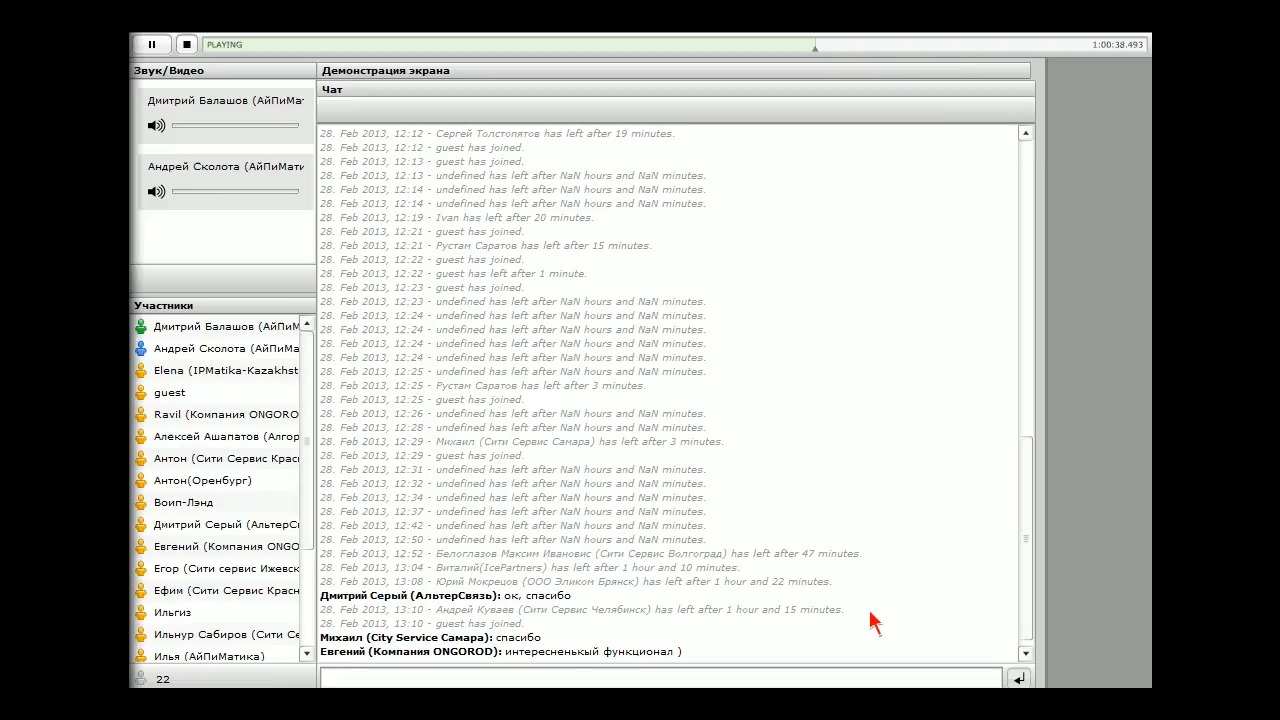 PLAYING
1:00:38.493
Звук/Видео
Дмитрий Балашов (АйПиМат
Андрей Сколота (АйПиМати
Участники
Дмитрий Балашов (АйПиМ
Андрей Сколота (АйПиМа
Elena (IPMatika-Kazakhst
guest
Ravil (Компания ONGORO
Алексей Ашапатов (Алгор
Антон (Сити Сервис Крас
Антон(Оренбург)
Воип-Лэнд
Дмитрий Серый (АльтерС
Евгений (Компания ONGO
Егор (Сити сервис Ижевск
Ефим (Сити Сервис Красн
Ильгиз
Ильнур Сабиров (Сити Се
Илья (АйПиМатика)
22
Демонстрация экрана
Чат
28. Feb 2013, 12:12 - Сергей Толстопятов has left after 19 minutes.
28. Feb 2013, 12:12 - guest has joined.
28. Feb 2013, 12:13 - guest has joined.
28. Feb 2013, 12:13 - undefined has left after NaN hours and NaN minutes.
28. Feb 2013, 12:14 - undefined has left after NaN hours and NaN minutes.
28. Feb 2013, 12:14 - undefined has left after NaN hours and NaN minutes.
28. Feb 2013, 12:19 - Ivan has left after 20 minutes.
28. Feb 2013, 12:21 - guest has joined.
28. Feb 2013, 12:21 - Рустам Саратов has left after 15 minutes.
28. Feb 2013, 12:22 - guest has joined.
28. Feb 2013, 12:22 - guest has left after 1 minute.
28. Feb 2013, 12:23 - guest has joined.
28. Feb 2013, 12:23 - undefined has left after NaN hours and NaN minutes.
28. Feb 2013, 12:24 - undefined has left after NaN hours and NaN minutes.
28. Feb 2013, 12:24 - undefined has left after NaN hours and NaN minutes.
28. Feb 2013, 12:24 - undefined has left after NaN hours and NaN minutes.
28. Feb 2013, 12:24 - undefined has left after NaN hours and NaN minutes.
28. Feb 2013, 12:25 - undefined has left after NaN hours and NaN minutes.
28. Feb 2013, 12:25 - Рустам Саратов has left after 3 minutes.
28. Feb 2013, 12:25 - guest has joined.
28. Feb 2013, 12:26 - undefined has left after NaN hours and NaN minutes.
28. Feb 2013, 12:28 - undefined has left after NaN hours and NaN minutes.
28. Feb 2013, 12:29 - Михаил (Сити Сервис Самара) has left after 3 minutes.
28. Feb 2013, 12:29 - guest has joined.
28. Feb 2013, 12:31 - undefined has left after NaN hours and NaN minutes.
28. Feb 2013, 12:32 - undefined has left after NaN hours and NaN minutes.
28. Feb 2013, 12:34 - undefined has left after NaN hours and NaN minutes.
28. Feb 2013, 12:37 - undefined has left after NaN hours and NaN minutes.
28. Feb 2013, 12:42 - undefined has left after NaN hours and NaN minutes.
28. Feb 2013, 12:50 - undefined has left after NaN hours and NaN minutes.
28. Feb 2013, 12:52 - Белоглазов Максим Ивановис (Сити Сервис Волгоград) has left after 47 minutes.
28. Feb 2013, 13:04 - Виталий(IcePartners) has left after 1 hour and 10 minutes.
28. Feb 2013, 13:08 - Юрий Мокрецов (ООО Эликом Брянск) has left after 1 hour and 22 minutes.
Дмитрий Серый (АльтерСвязь): ок, спасибо
28. Feb 2013, 13:10 - Андрей Куваев (Сити Сервис Челябинск) has left after 1 hour and 15 minutes.
28. Feb 2013, 13:10 - guest has joined.
Михаил (City Service Самара): спасибо
Евгений (Компания ONGOROD): интересненький функционал )